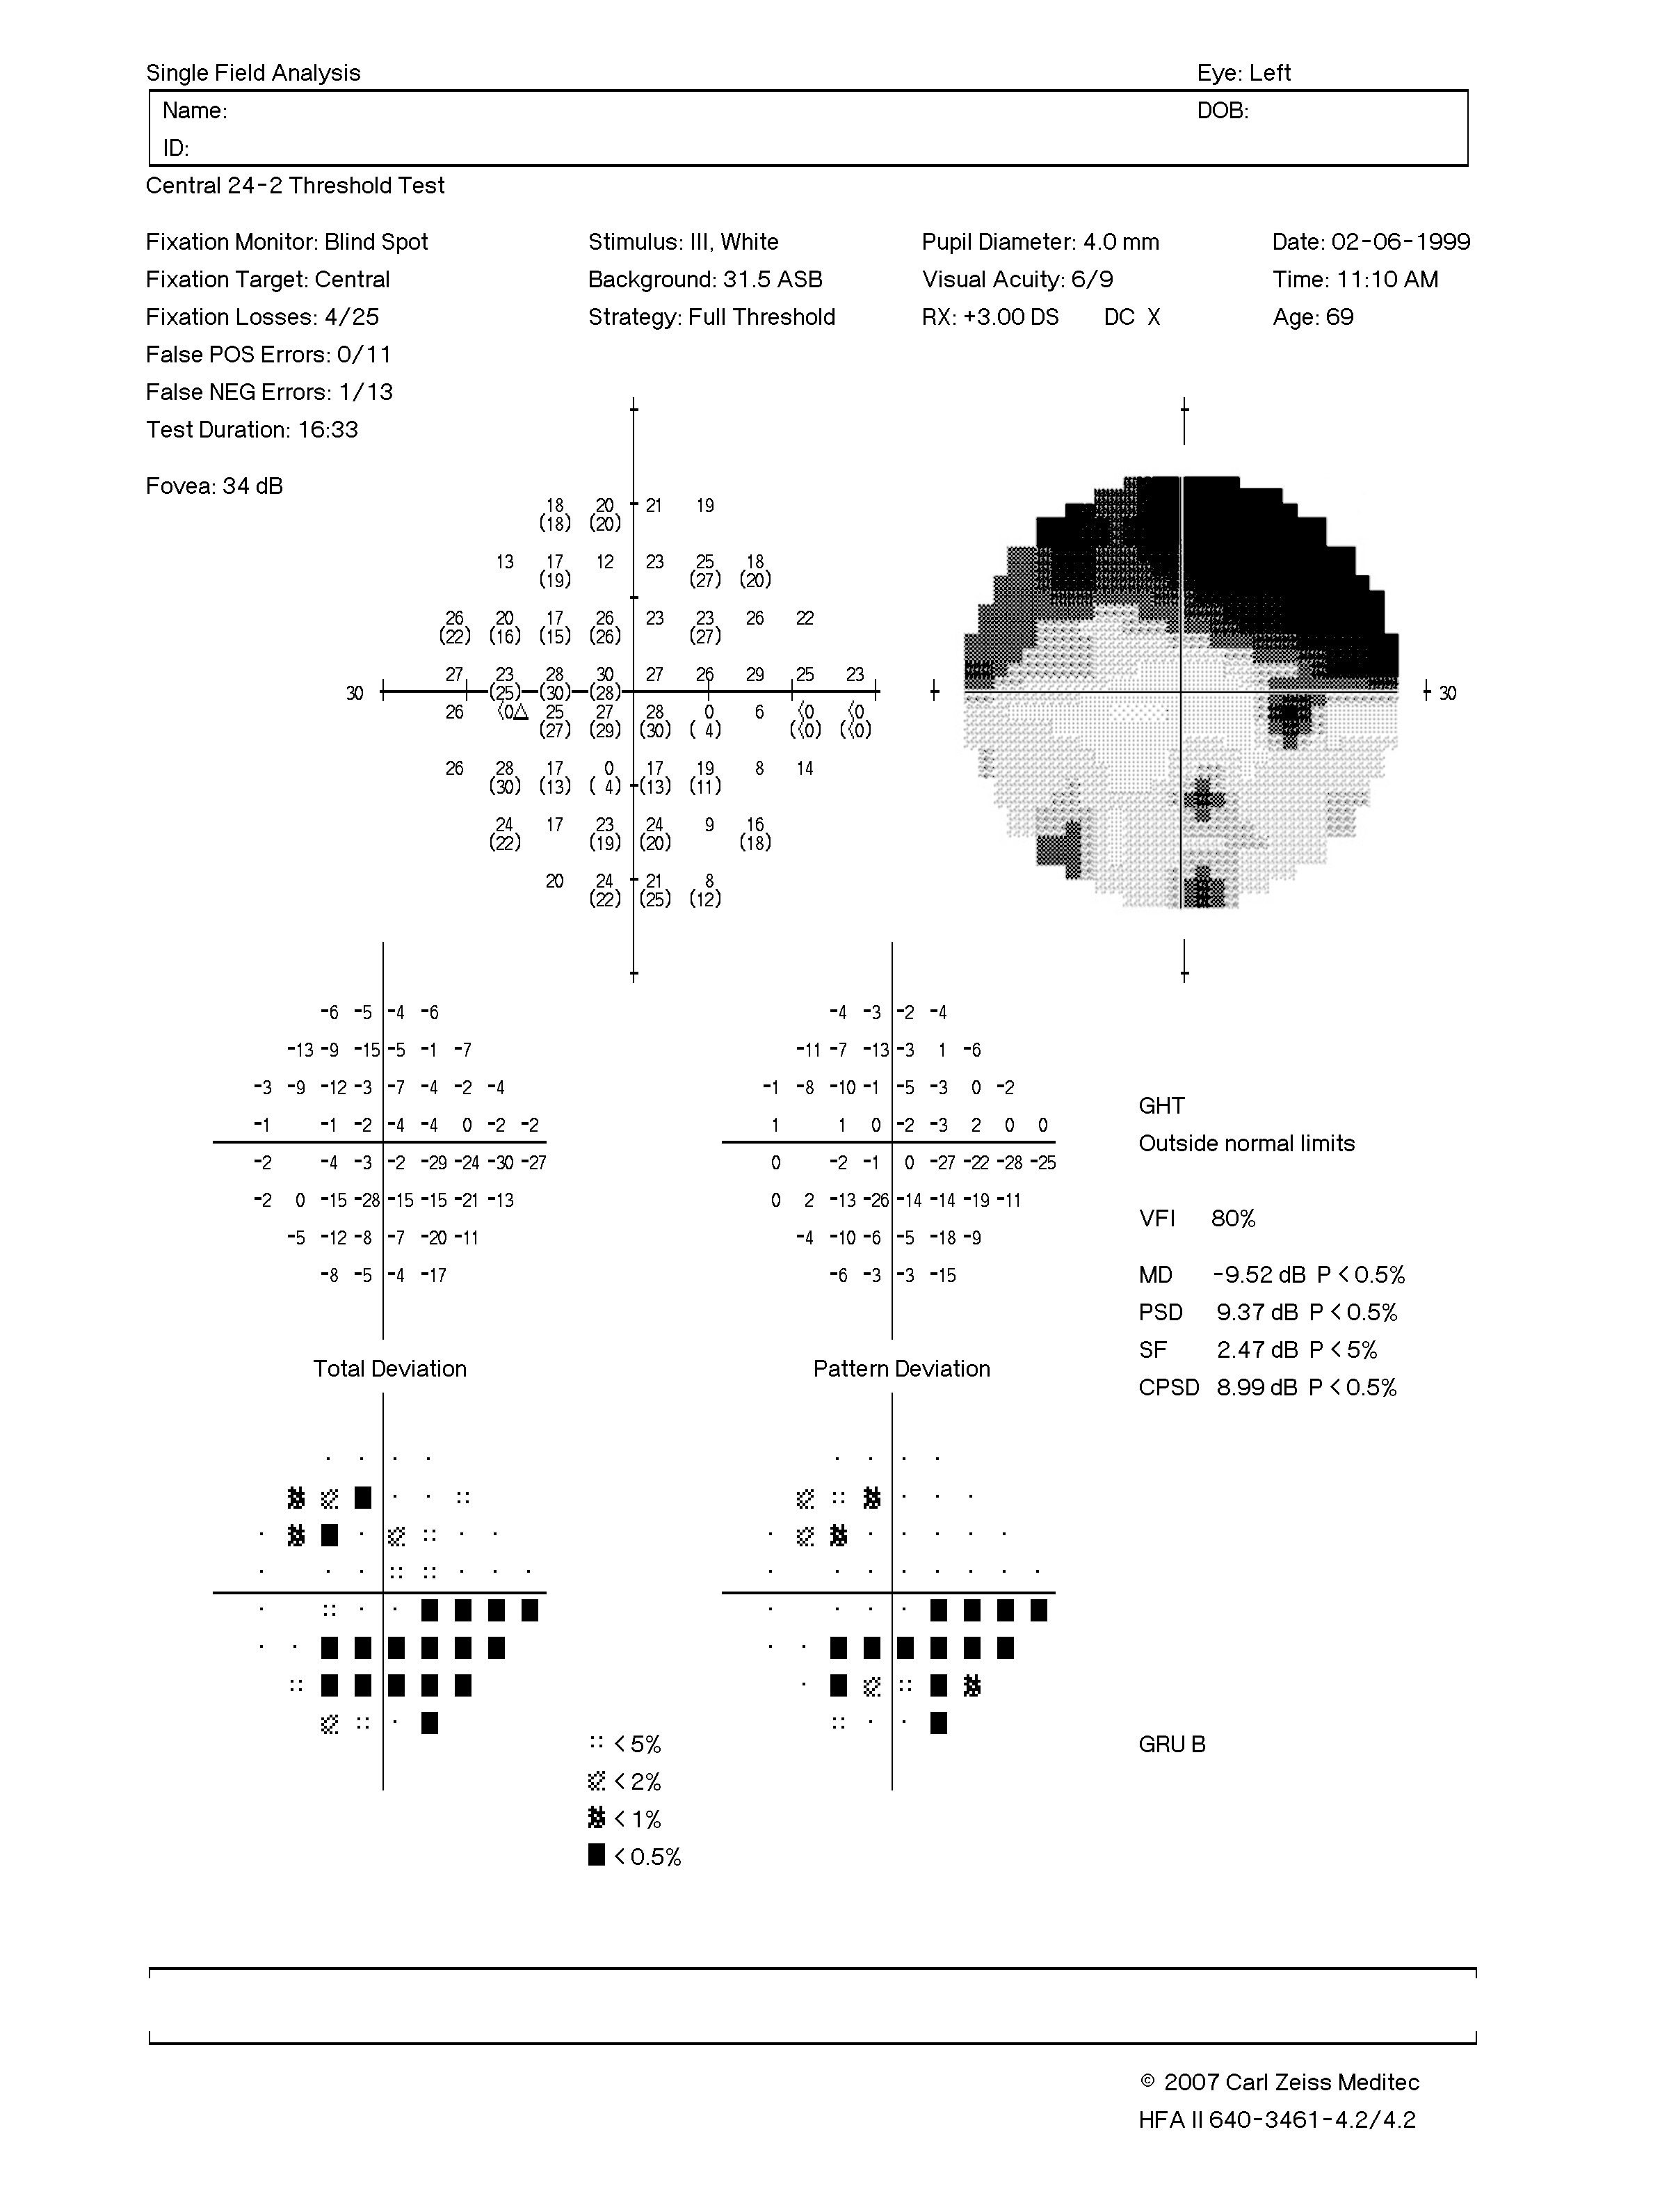 Single Field Analysis Eye: Left
Name: DOB:
ID:
Central 24-2 Threshold Test
Fixation Monitor: Blind Spot Stimulus: III, White Pupil Diameter: 4.0 mm Date: 02-06-1999
Fixation Target: Central Background: 31.5 ASB Visual Acuity: 6/9 Time: 11:10 AM
Fixation Losses: 4/25 Strategy: Full Threshold RX: +3.00 DS DC X Age: 69
False POS Errors: 0/11
False NEG Errors: 1/13
Test Duration: 16:33
Fovea: 34 dB
18 20 21 19
(18) (20)
13 17 12 23 25 18
(19) (27) (20)
26 20 17 26 23 23 26 22
(22) (16) (15) (26) (27)
27 23 28 30 27 26 29 25 23
30 (25) (30) (28) 30
26 <0 △ 25 27 28 0 6 <0 <0
(27) (29) (30) ( 4) (<0) (<0)
26 28 17 0 17 19 8 14
(30) (13) ( 4) (13) (11)
24 17 23 24 9 16
(22) (19) (20) (18)
20 24 21 8
(22) (25) (12)
-6 -5 -4 -6
-13 -9 -15 -5 -1 -7
-3 -9 -12 -3 -7 -4 -2 -4
-1 -1 -2 -4 -4 0 -2 -2
-2 -4 -3 -2 -29 -24 -30 -27
-2 0 -15 -28 -15 -15 -21 -13
-5 -12 -8 -7 -20 -11
-8 -5 -4 -17
Total Deviation
-4 -3 -2 -4
-11 -7 -13 -3 1 -6
-1 -8 -10 -1 -5 -3 0 -2
1 1 0 -2 -3 2 0 0
0 -2 -1 0 -27 -22 -28 -25
0 2 -13 -26 -14 -14 -19 -11
-4 -10 -6 -5 -18 -9
-6 -3 -3 -15
Pattern Deviation
GHT
Outside normal limits
VFI 80%
MD -9.52 dB P < 0.5%
PSD 9.37 dB P < 0.5%
SF 2.47 dB P < 5%
CPSD 8.99 dB P < 0.5%
< 5%
< 2%
< 1%
< 0.5%
GRU B
© 2007 Carl Zeiss Meditec
HFA II 640-3461-4.2/4.2